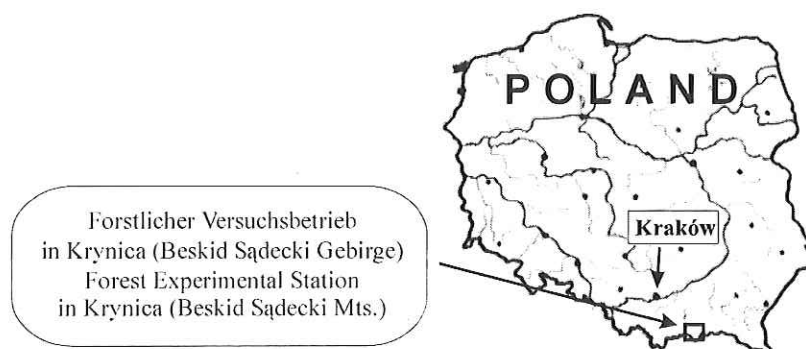 POLAND
Kraków
Forstlicher Versuchsbetrieb
in Krynica (Beskid Sądecki Gebirge)
Forest Experimental Station
in Krynica (Beskid Sądecki Mts.)